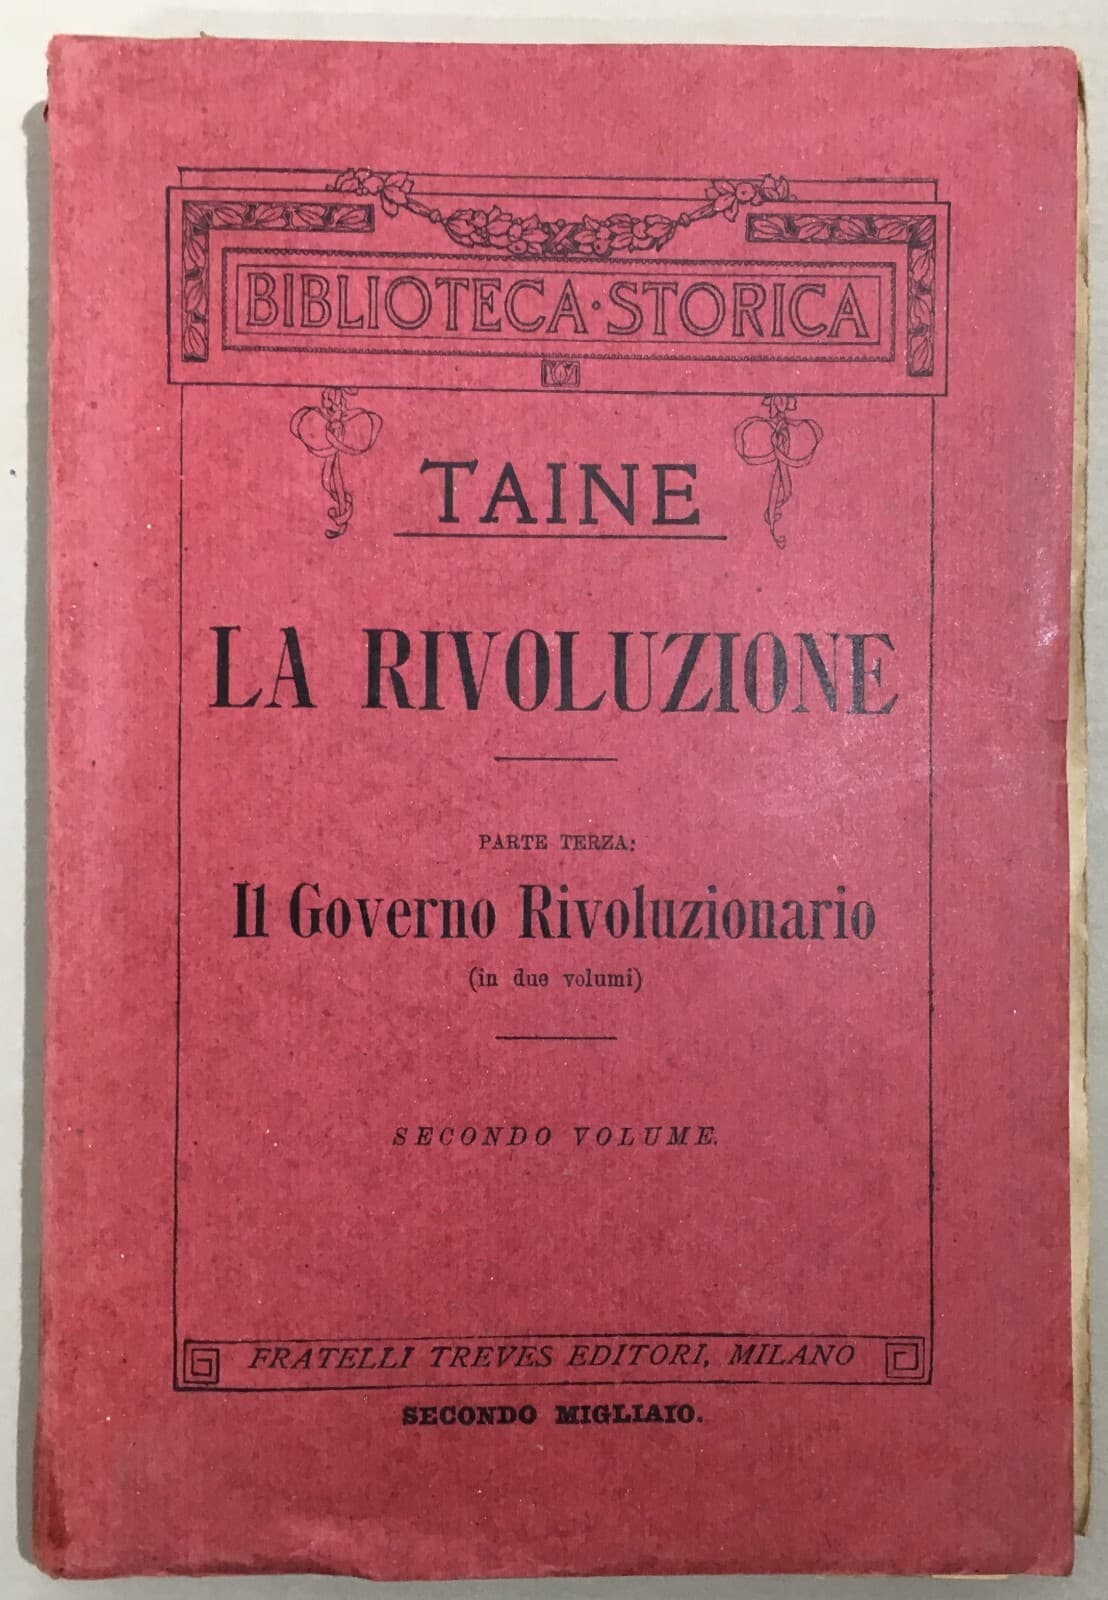 BIBLIOTECA·STORICA
TAINE
LA RIVOLUZIONE
PARTE TERZA:
Il Governo Rivoluzionario
(in due volumi)
SECONDO VOLUME.
FRATELLI TREVES EDITORI, MILANO
SECONDO MIGLIAIO.